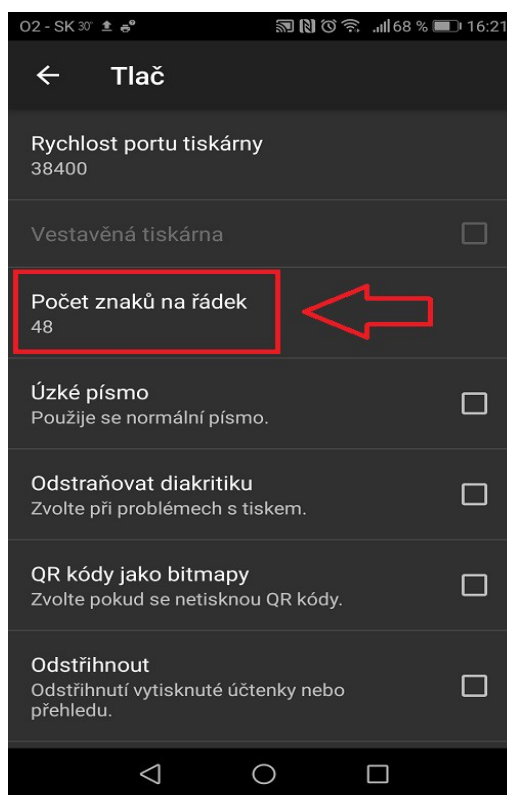 O2 - SK 30° 68 % 16:21
Tlač
Rychlost portu tiskárny
38400
Vestavěná tiskárna
Počet znaků na řádek
48
Úzké písmo
Použije se normální písmo.
Odstraňovat diakritiku
Zvolte při problémech s tiskem.
QR kódy jako bitmapy
Zvolte pokud se netisknou QR kódy.
Odstřihnout
Odstřihnutí vytisknuté účtenky nebo
přehledu.